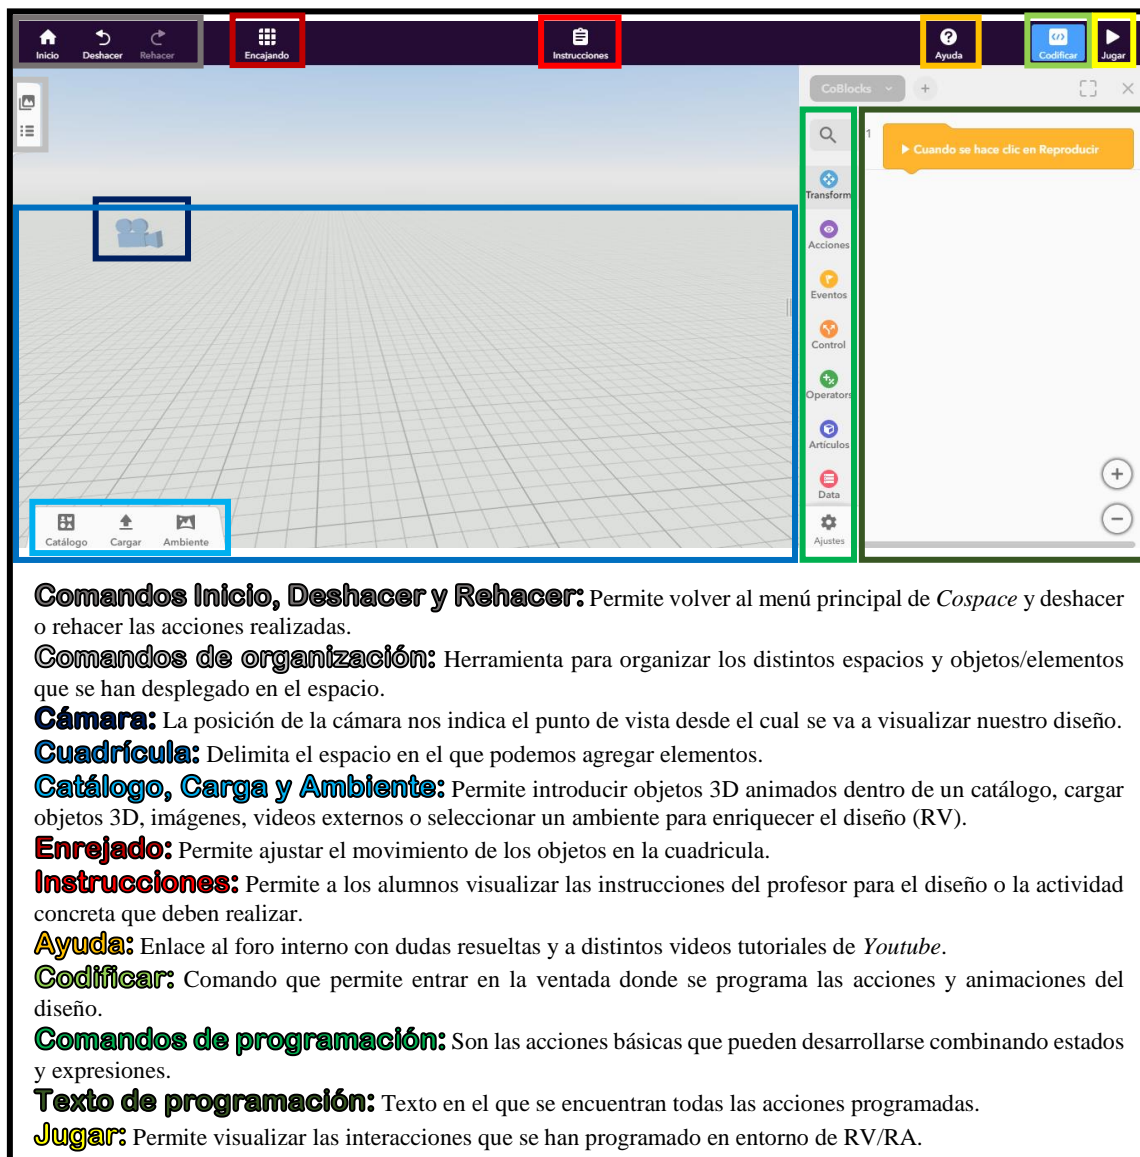 Inicio Deshacer Rehacer Encajando Instrucciones Ayuda Codificar Jugar
CoBlocks +
1
Cuando se hace clic en Reproducir
Transform
Acciones
Eventos
Control
Operators
Artículos
Data
Ajustes
Catálogo Cargar Ambiente
Comandos Inicio, Deshacer y Rehacer: Permite volver al menú principal de Cospace y deshacer
o rehacer las acciones realizadas.
Comandos de organización: Herramienta para organizar los distintos espacios y objetos/elementos
que se han desplegado en el espacio.
Cámara: La posición de la cámara nos indica el punto de vista desde el cual se va a visualizar nuestro diseño.
Cuadrícula: Delimita el espacio en el que podemos agregar elementos.
Catálogo, Carga y Ambiente: Permite introducir objetos 3D animados dentro de un catálogo, cargar
objetos 3D, imágenes, videos externos o seleccionar un ambiente para enriquecer el diseño (RV).
Enrejado: Permite ajustar el movimiento de los objetos en la cuadricula.
Instrucciones: Permite a los alumnos visualizar las instrucciones del profesor para el diseño o la actividad
concreta que deben realizar.
Ayuda: Enlace al foro interno con dudas resueltas y a distintos videos tutoriales de Youtube.
Codificar: Comando que permite entrar en la ventada donde se programa las acciones y animaciones del
diseño.
Comandos de programación: Son las acciones básicas que pueden desarrollarse combinando estados
y expresiones.
Texto de programación: Texto en el que se encuentran todas las acciones programadas.
Jugar: Permite visualizar las interacciones que se han programado en entorno de RV/RA.